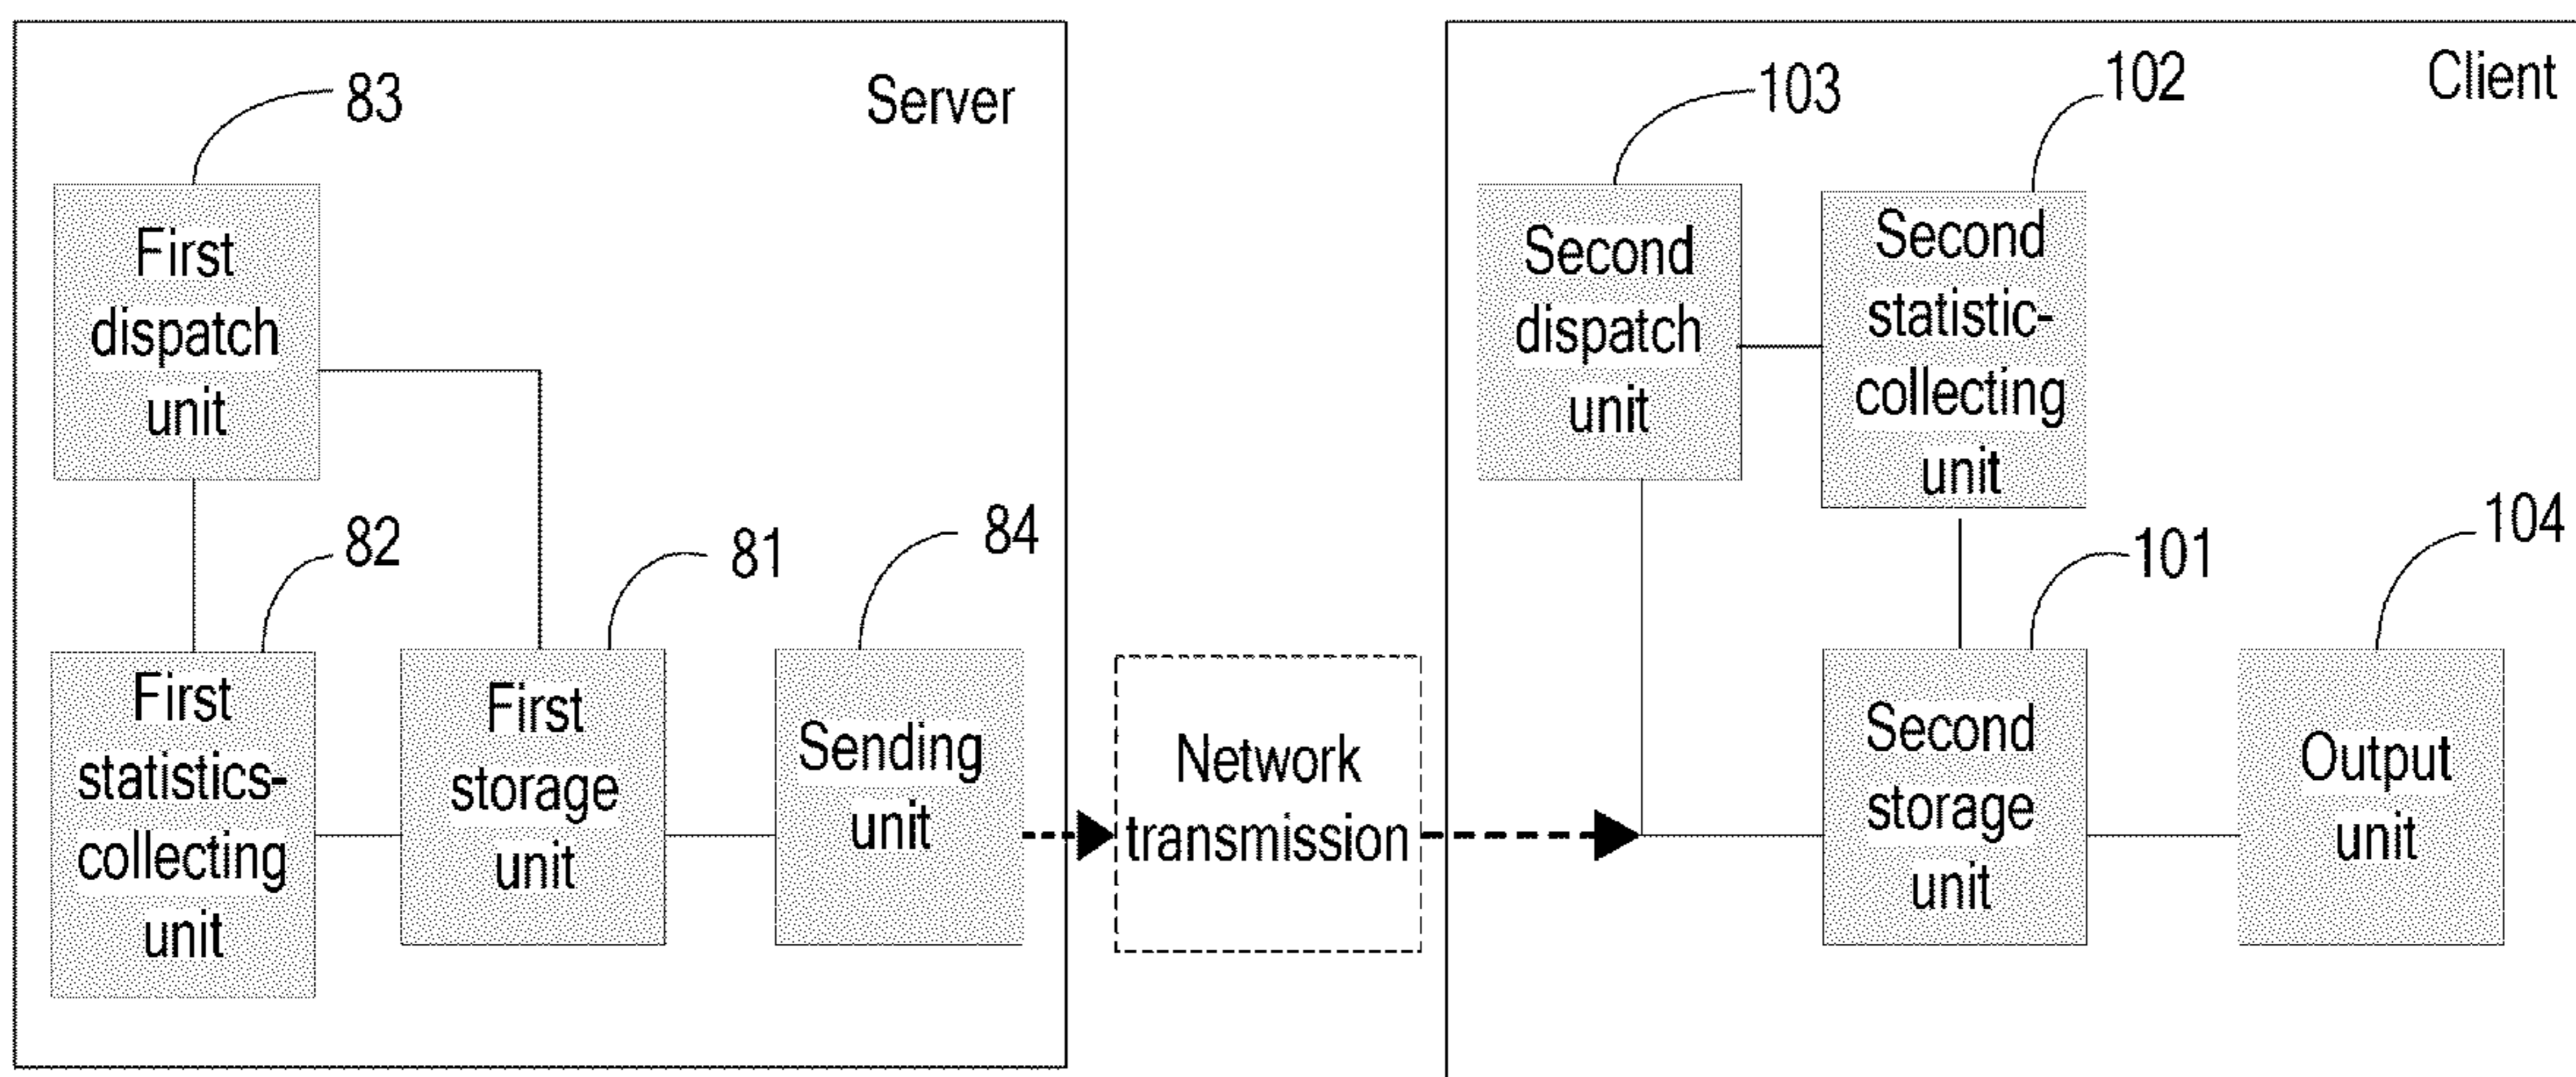 Server
83
First
dispatch
unit
82
First
statistics-
collecting
unit
81
First
storage
unit
84
Sending
unit
Network
transmission
Client
103
Second
dispatch
unit
102
Second
statistic-
collecting
unit
101
Second
storage
unit
104
Output
unit